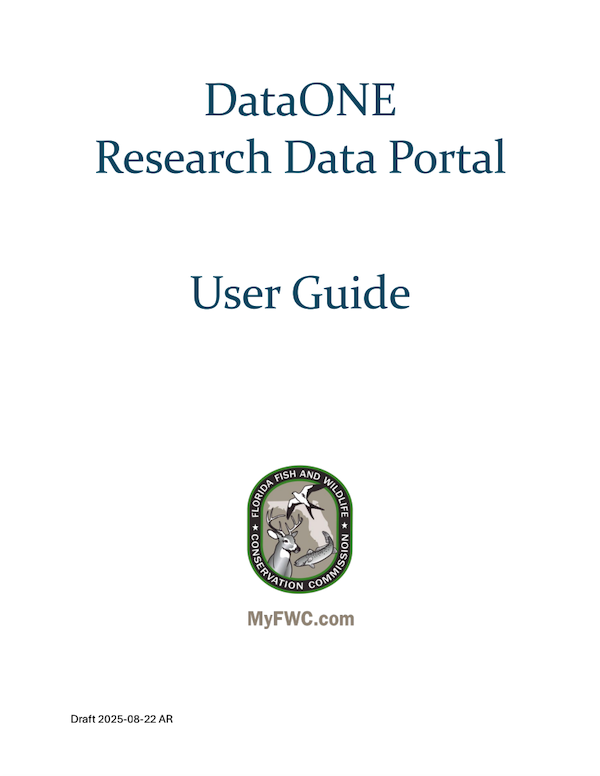 DataONE
Research Data Portal
User Guide
FLORIDA FISH AND WILDLIFE
CONSERVATION COMMISSION
MyFWC.com
Draft 2025-08-22 AR